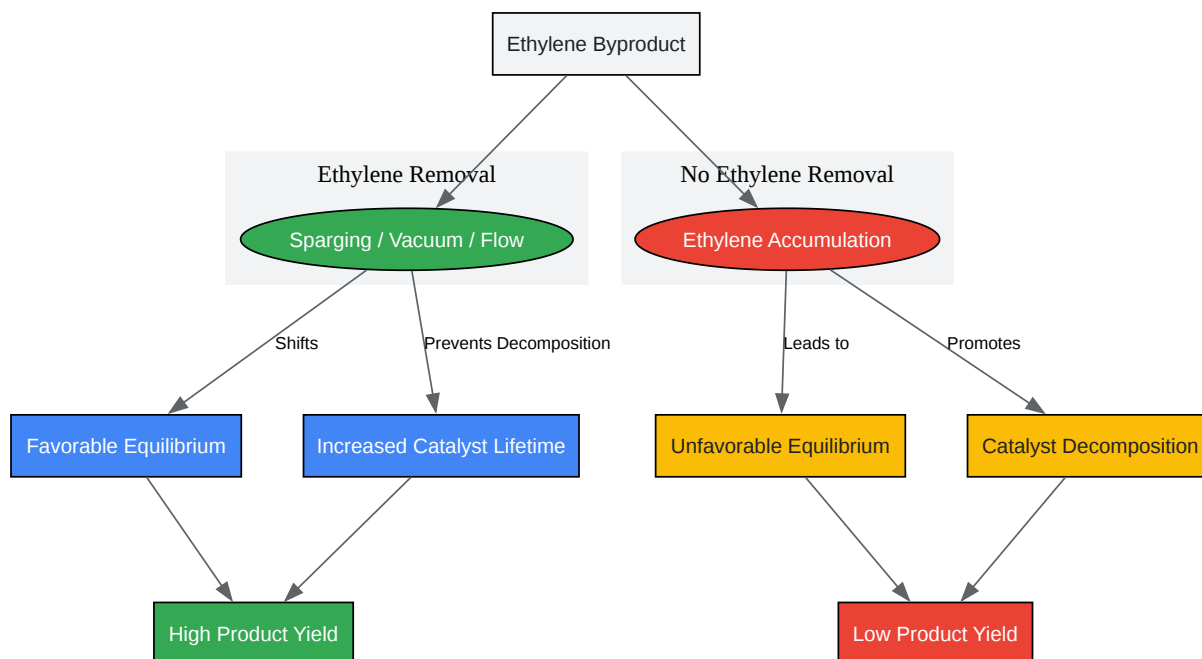 Ethylene Byproduct
Ethylene Removal
No Ethylene Removal
Sparging / Vacuum / Flow
Ethylene Accumulation
Shifts
Prevents Decomposition
Leads to
Promotes
Favorable Equilibrium
Increased Catalyst Lifetime
Unfavorable Equilibrium
Catalyst Decomposition
High Product Yield
Low Product Yield